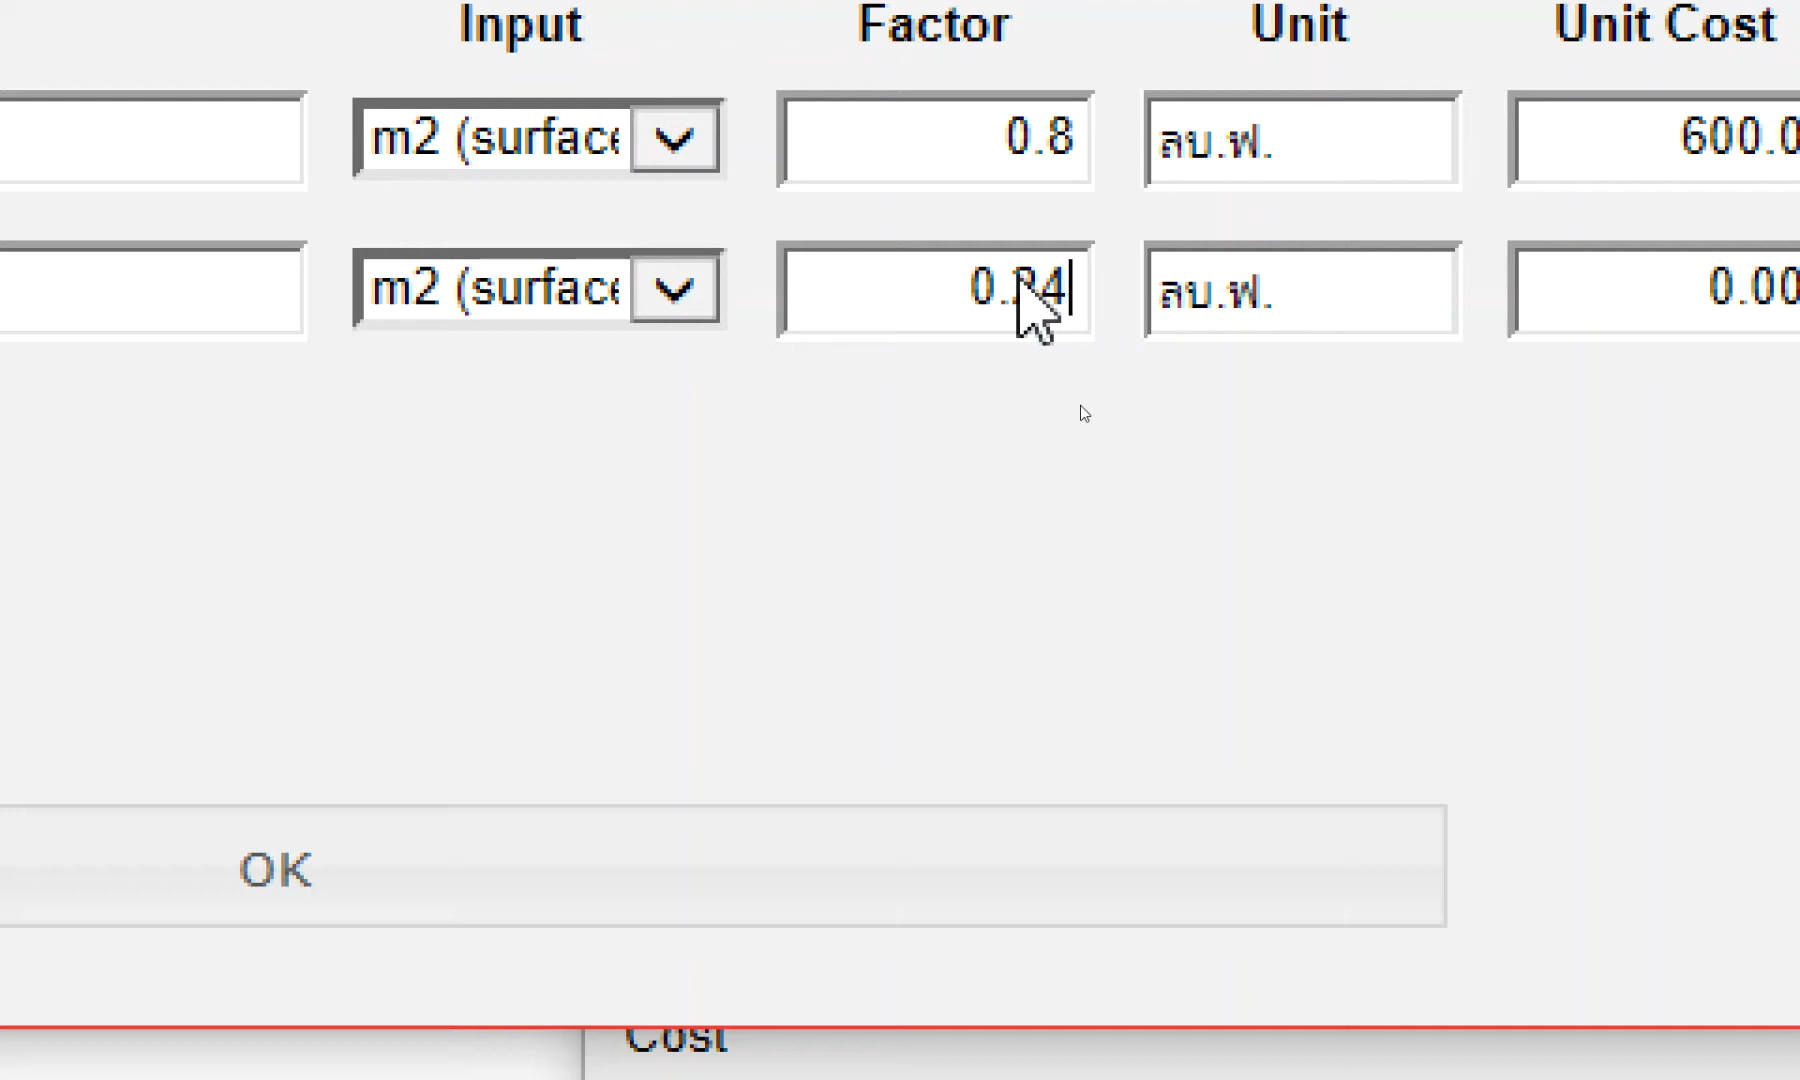 Input Factor Unit Unit Cost
m2 (surface 0.8 ลบ.ฟ. 600.0
m2 (surface ลบ.ฟ. 0.00
OK
Cost